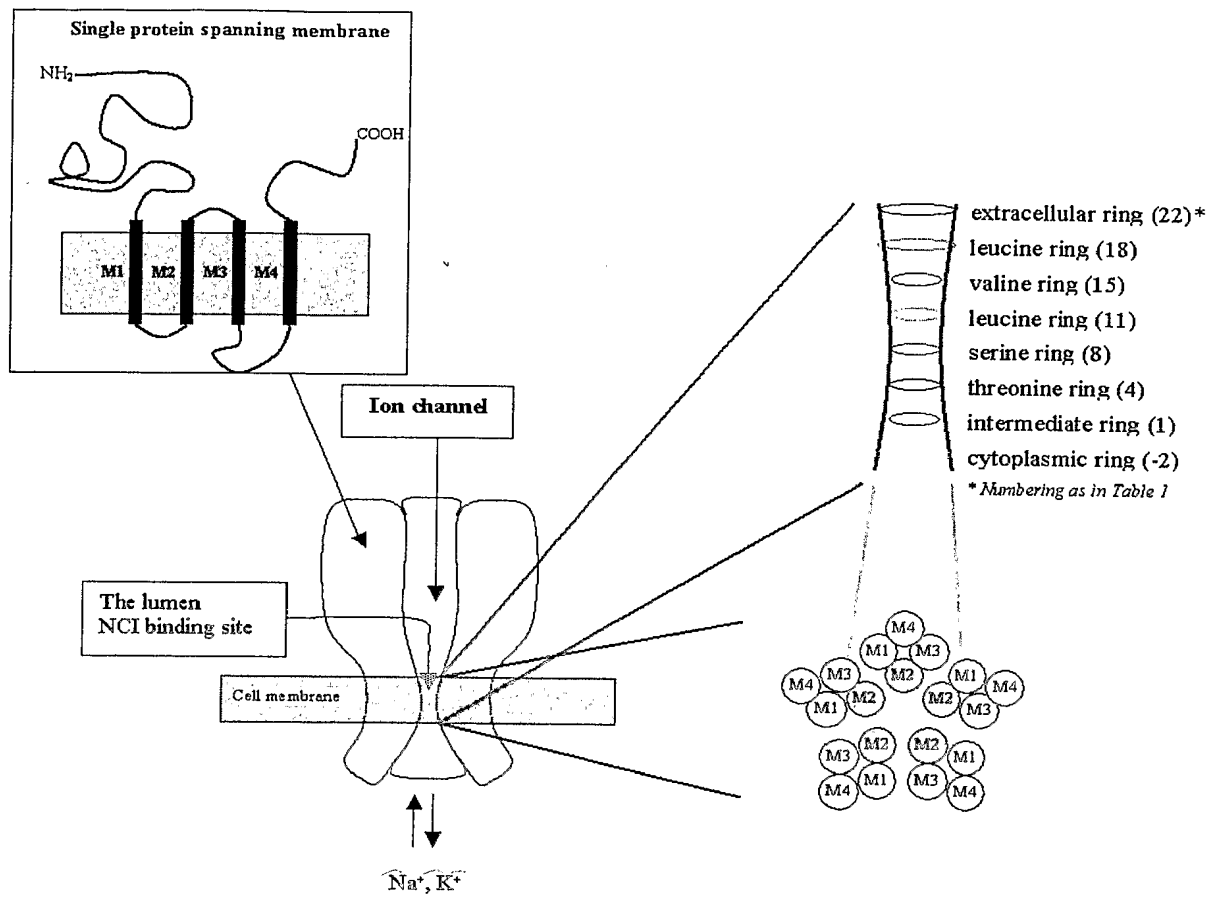 Single protein spanning membrane
NH₂
COOH
M1 M2 M3 M4
Ion channel
The lumen
NCI binding site
Cell membrane
Na⁺, K⁺
extracellular ring (22)*
leucine ring (18)
valine ring (15)
leucine ring (11)
serine ring (8)
threonine ring (4)
intermediate ring (1)
cytoplasmic ring (-2)
* Numbering as in Table 1
M4
M1 M3
M2
M4 M3
M1 M2
M1 M4
M2 M3
M3 M2
M4 M1
M2 M1
M3 M4